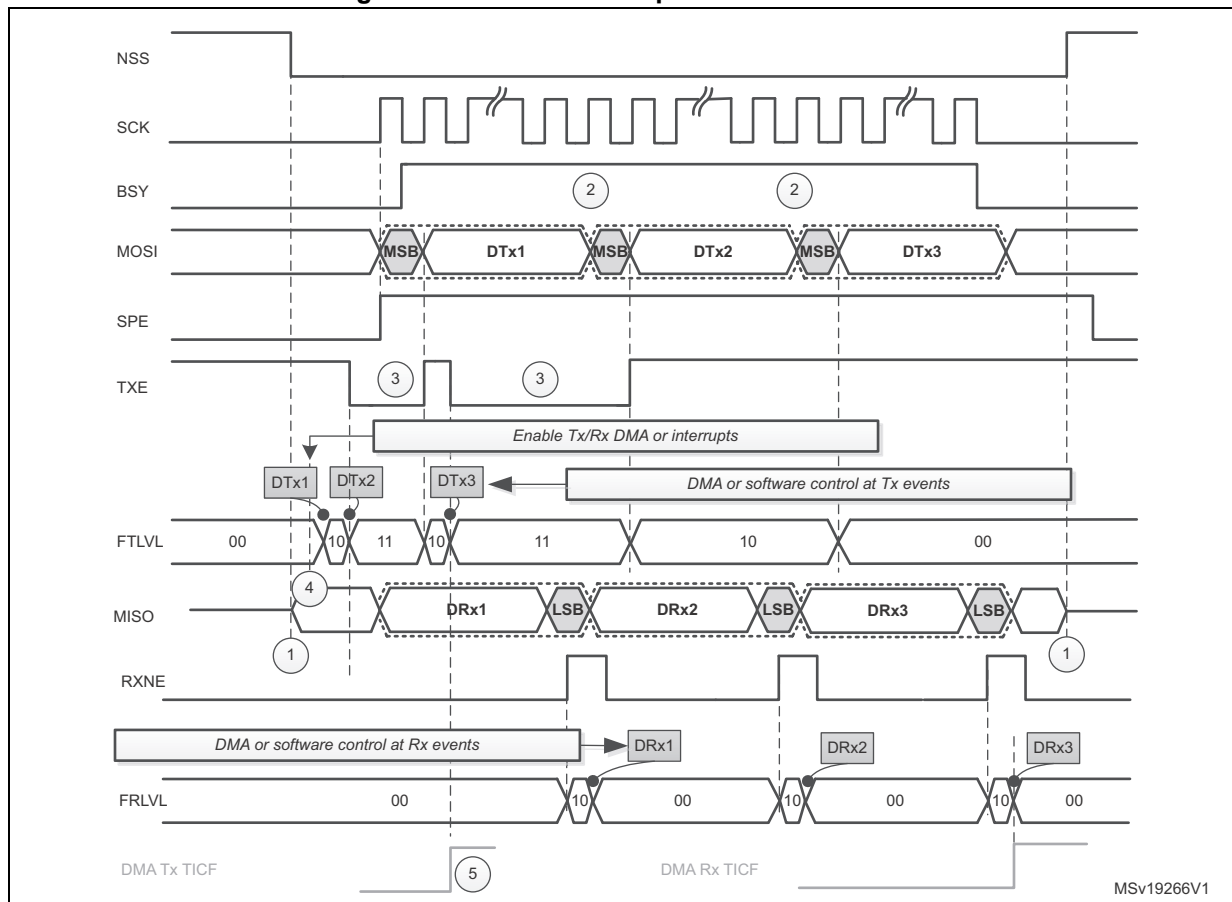 NSS
SCK
BSY
2 2
MOSI
MSB DTx1 MSB DTx2 MSB DTx3
SPE
TXE
3 3
Enable Tx/Rx DMA or interrupts
DTx1 DTx2 DTx3 DMA or software control at Tx events
FTLVL 00 10 11 10 11 10 00
4
MISO DRx1 LSB DRx2 LSB DRx3 LSB
1 1
RXNE
DMA or software control at Rx events DRx1 DRx2 DRx3
FRLVL 00 10 00 10 00 10 00
DMA Tx TICF 5 DMA Rx TICF
MSv19266V1